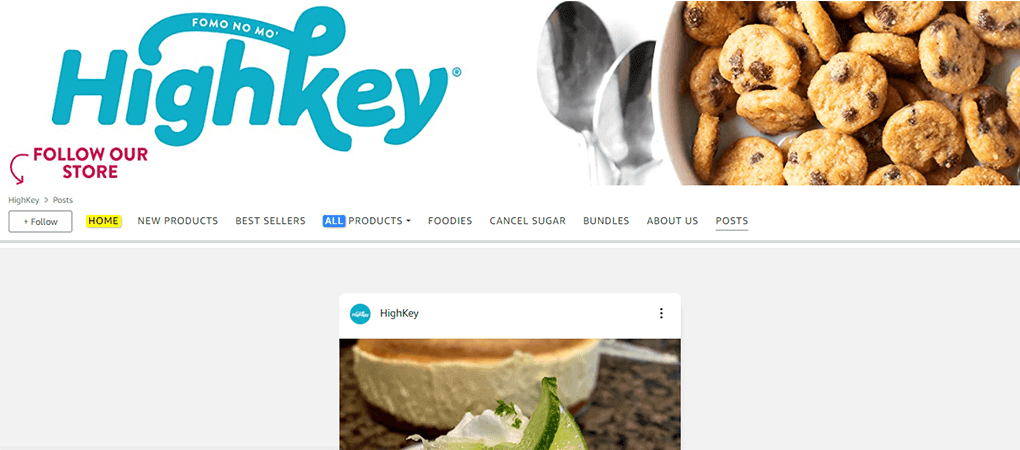 FOMO NO MO'
Highkey®
FOLLOW OUR
STORE
HighKey > Posts
+ Follow HOME NEW PRODUCTS BEST SELLERS ALL PRODUCTS FOODIES CANCEL SUGAR BUNDLES ABOUT US POSTS
HighKey